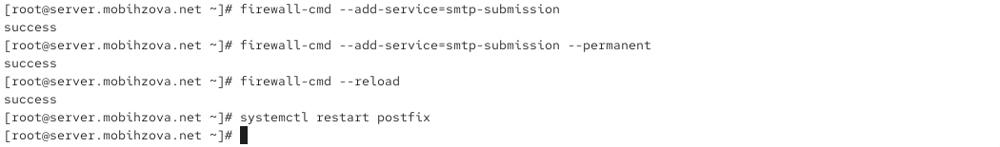 [root@server.mobihzova.net ~]# firewall-cmd --add-service=smtp-submission
success
[root@server.mobihzova.net ~]# firewall-cmd --add-service=smtp-submission --permanent
success
[root@server.mobihzova.net ~]# firewall-cmd --reload
success
[root@server.mobihzova.net ~]# systemctl restart postfix
[root@server.mobihzova.net ~]#